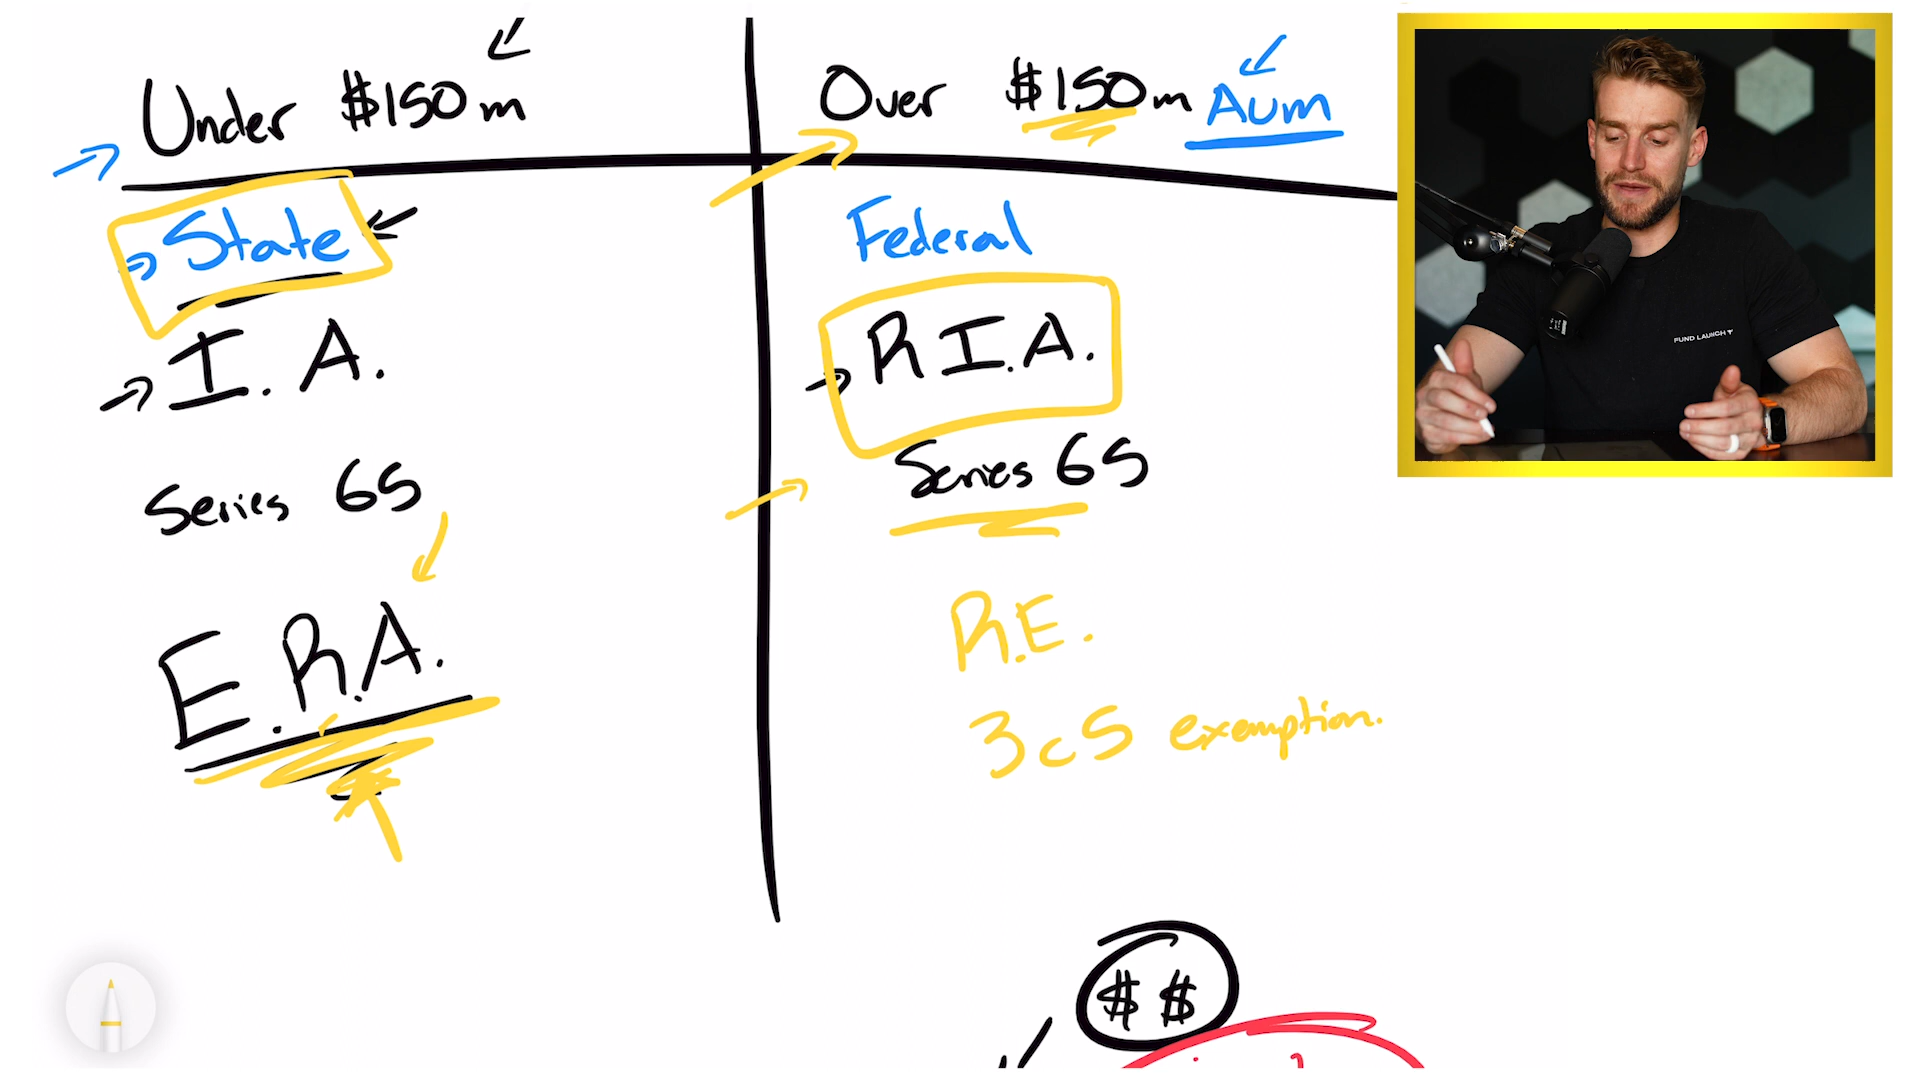 Under $150m
State
I. A.
Series 65
E.R.A.
Over $150m Aum
Federal
R I.A.
Series 65
R.E.
3c5 exemption.
$ $
FUND LAUNCH